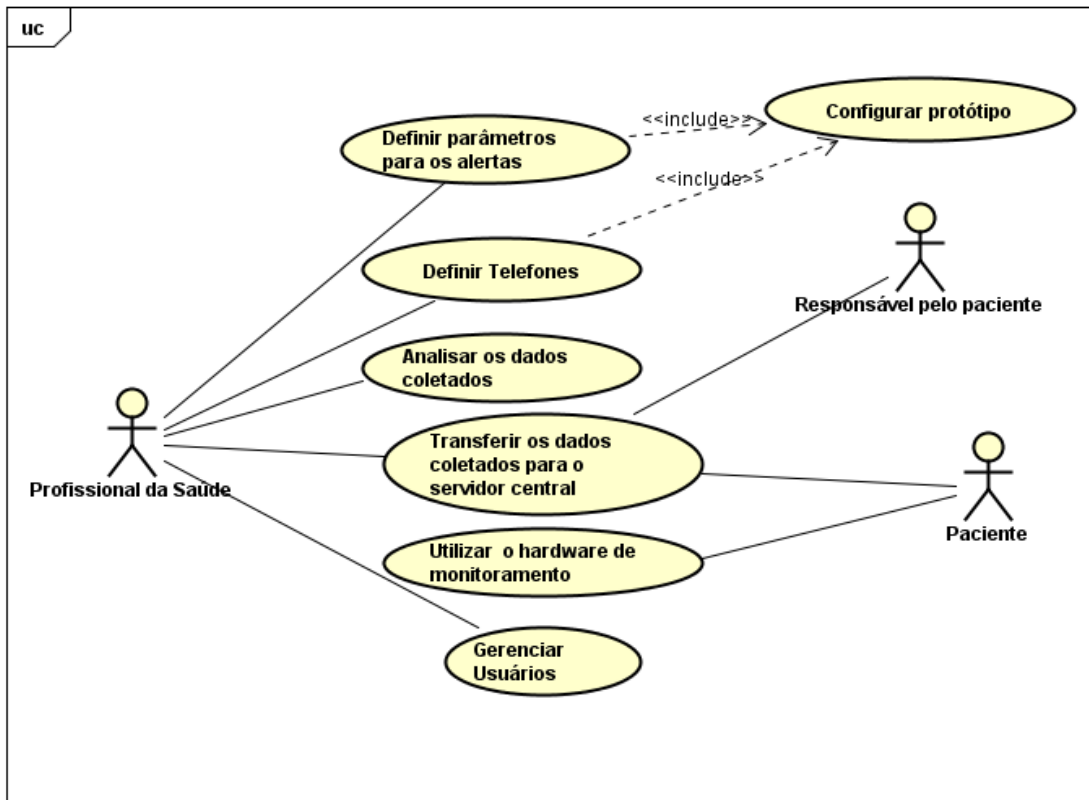 uc
Configurar protótipo
<<include>>
Definir parâmetros
para os alertas
<<include>>
Definir Telefones
Responsável pelo paciente
Analisar os dados
coletados
Transferir os dados
coletados para o
servidor central
Profissional da Saúde
Paciente
Utilizar o hardware de
monitoramento
Gerenciar
Usuários